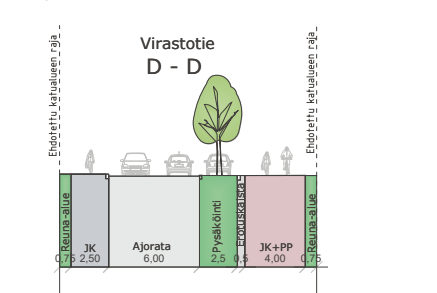 Virastotie
D - D
Ehdotettu katualueen raja
Ehdotettu katualueen raja
Reuna-alue
JK
Ajorata
Pysäköinti
Erotuskaista
JK+PP
Reuna-alue
0,75
2,50
6,00
2,5
0,5
4,00
0,75